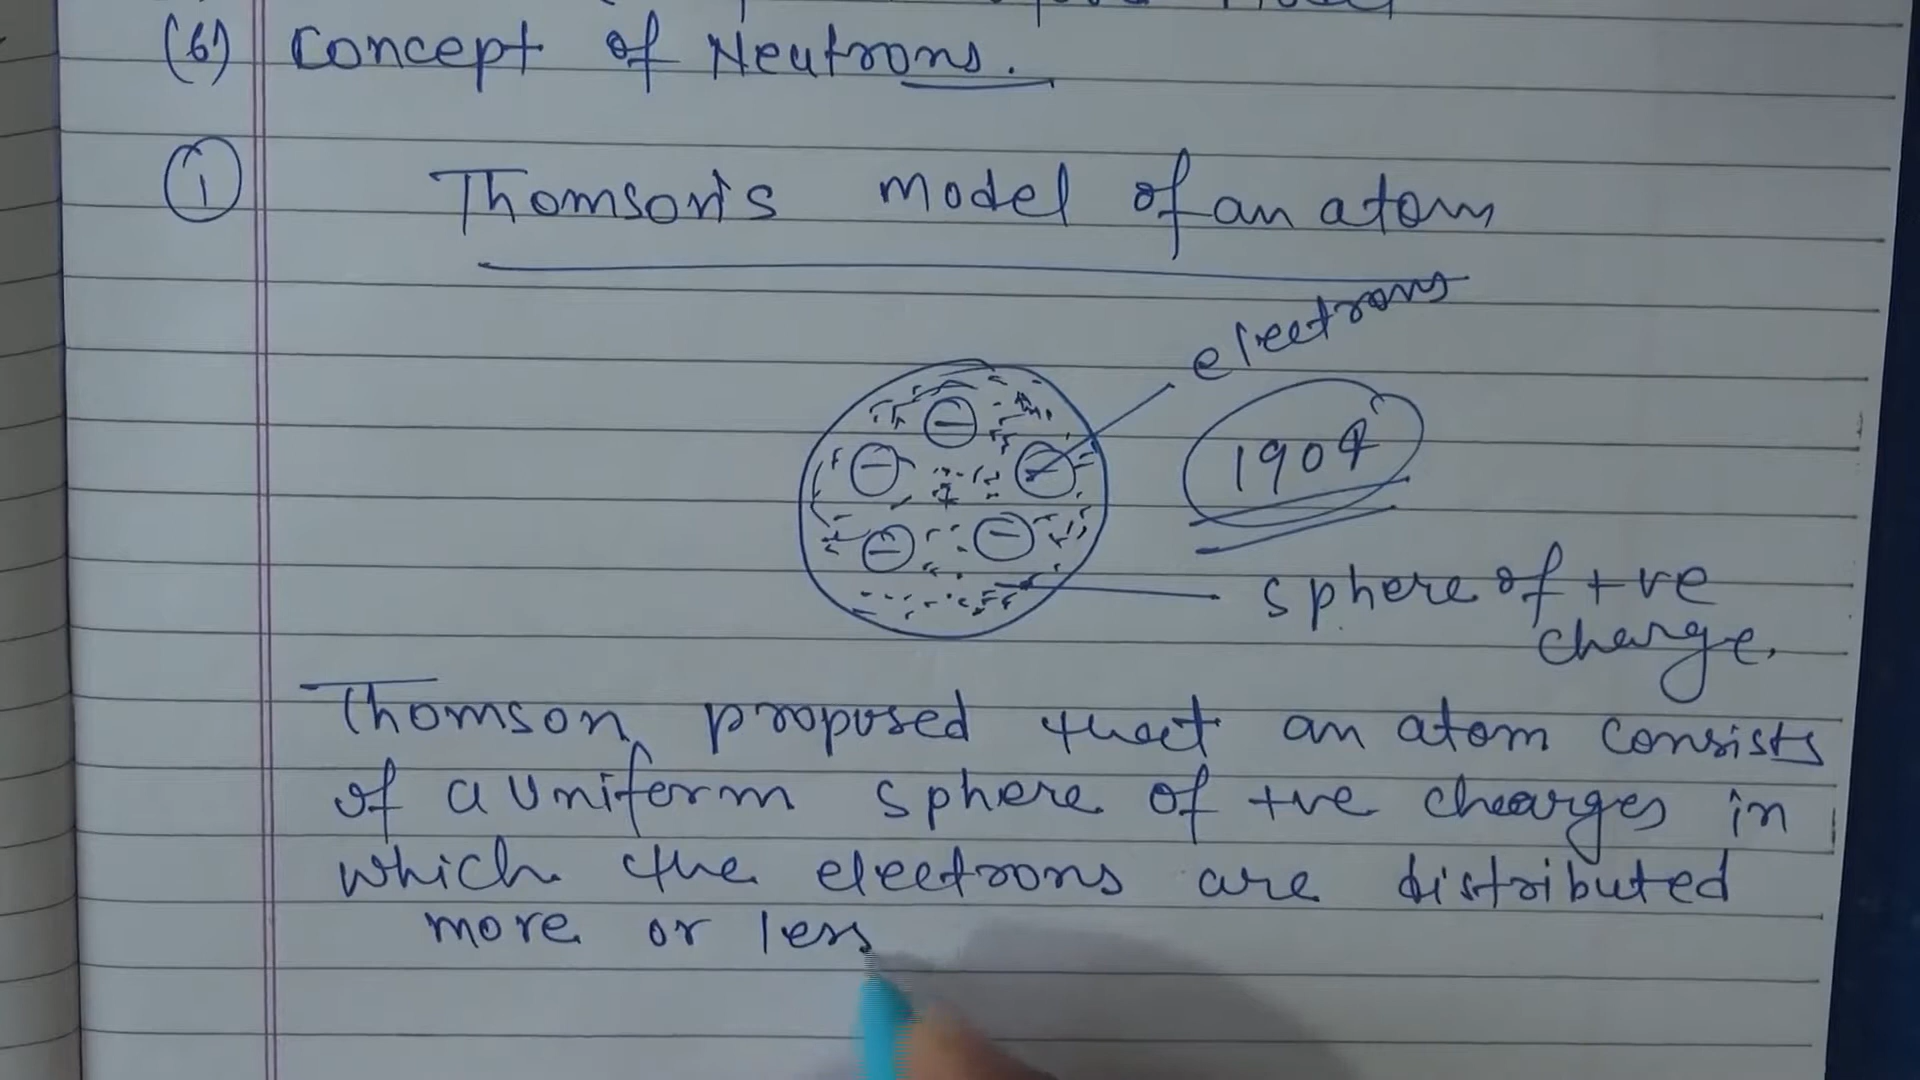 (6) Concept of Neutrons.
① Thomson's model of an atom
electrons
1904
sphere of +ve
charge.
Thomson, proposed that an atom consists
of a uniform sphere of +ve charges in
which the electrons are distributed
more or less